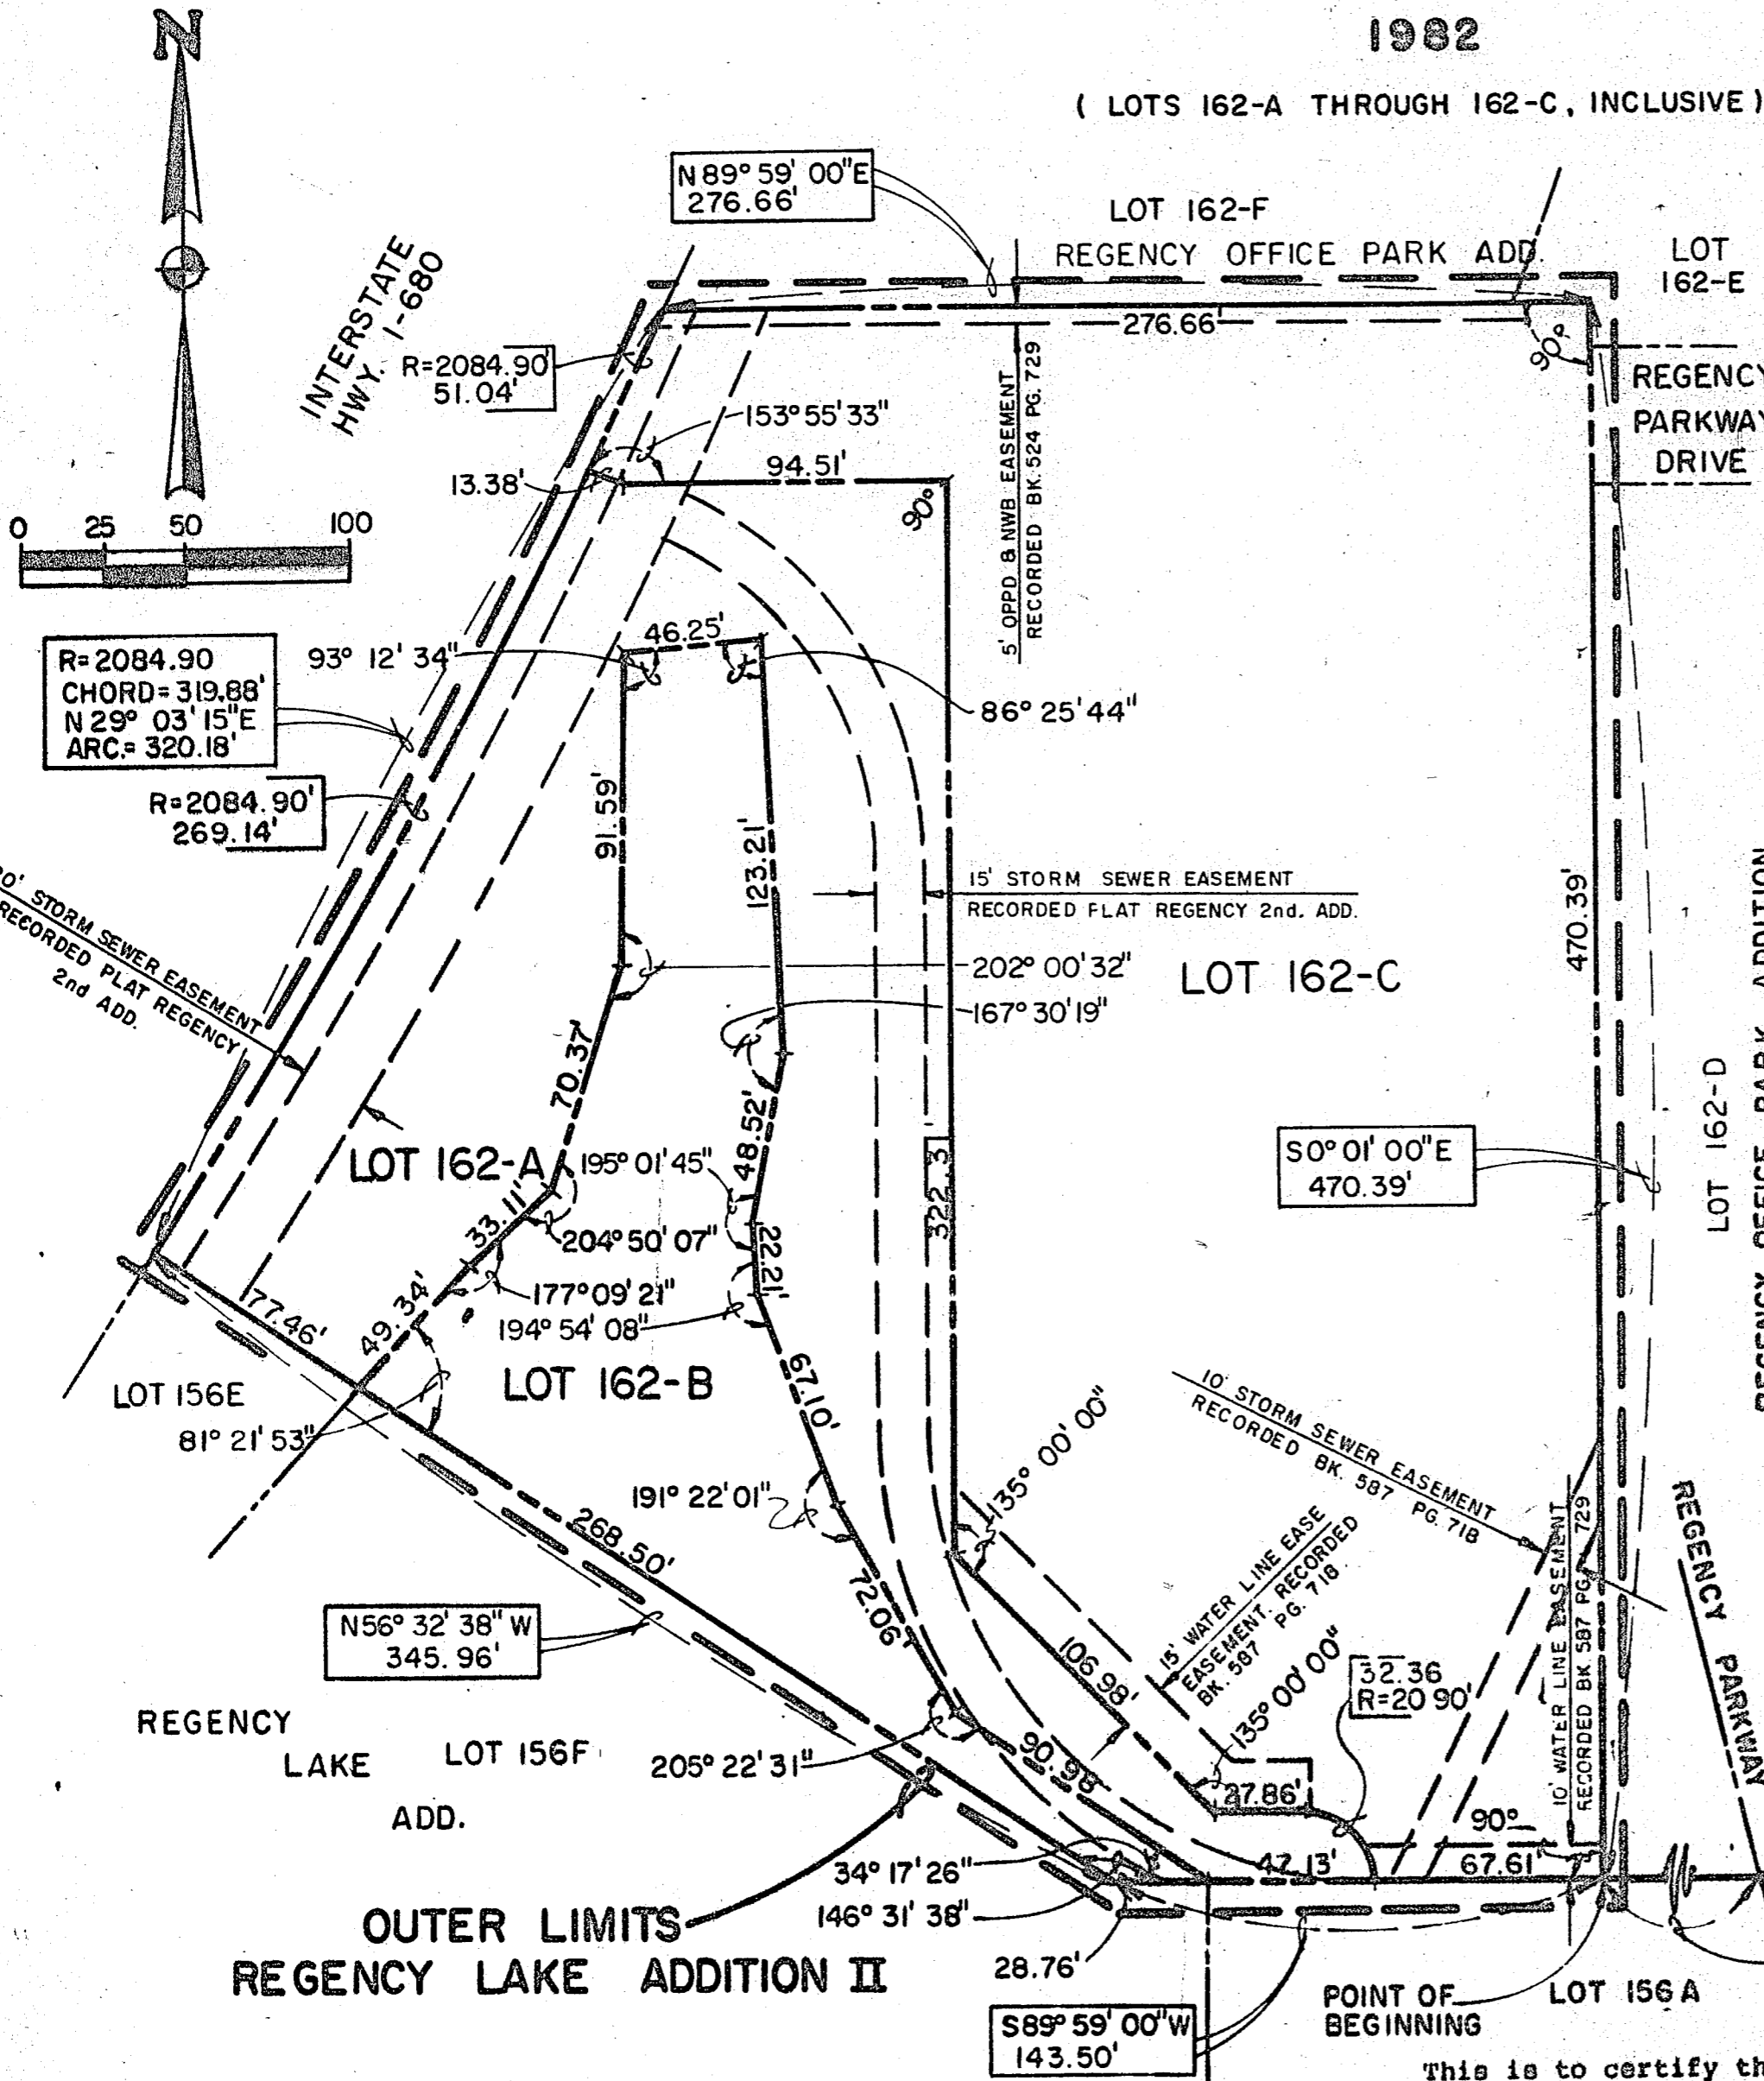 1982
( LOTS 162-A THROUGH 162-C, INCLUSIVE )
N
N 89° 59' 00"E
276.66'
LOT 162-F
REGENCY OFFICE PARK ADD.
LOT
162-E
INTERSTATE
HWY. I-680
R=2084.90'
51.04'
276.66'
90°
REGENCY
PARKWAY
DRIVE
153° 55' 33"
94.51'
13.38'
90°
5' OPPD & NWB EASEMENT
RECORDED BK. 524 PG. 729
0 25 50 100
46.25'
93° 12' 34"
86° 25' 44"
R=2084.90
CHORD=319.88'
N 29° 03' 15"E
ARC.= 320.18'
R=2084.90'
269.14'
91.59'
123.21'
470.39'
15' STORM SEWER EASEMENT
RECORDED PLAT REGENCY 2nd. ADD.
STORM SEWER EASEMENT
RECORDED PLAT REGENCY
2nd ADD.
202° 00' 32"
LOT 162-C
167° 30' 19"
70.37'
48.52'
322.3'
LOT 162-D
REGENCY OFFICE PARK ADDITION
S 0° 01' 00"E
470.39'
LOT 162-A
195° 01' 45"
33.11'
204° 50' 07"
22.21'
177° 09' 21"
194° 54' 08"
77.46'
49.34'
LOT 156E
81° 21' 53"
LOT 162-B
67.10'
135° 00' 00"
10' STORM SEWER EASEMENT
RECORDED BK. 587 PG. 718
191° 22' 01"
268.50'
72.06'
106.98'
15' WATER LINE EASE
EASEMENT. RECORDED
BK. 587 PG. 718.
10' WATER LINE EASEMENT
RECORDED BK. 587 PG. 729
REGENCY PARKWAY
N56° 32' 38" W
345.96'
135° 00' 00"
32.36
R=20 90'
REGENCY
LAKE
ADD.
LOT 156F
205° 22' 31"
90.98
27.86'
90°
67.61'
47.13'
34° 17' 26"
146° 31' 38"
28.76'
OUTER LIMITS
REGENCY LAKE ADDITION II
S89° 59' 00"W
143.50'
POINT OF
BEGINNING
LOT 156 A
This is to certify th